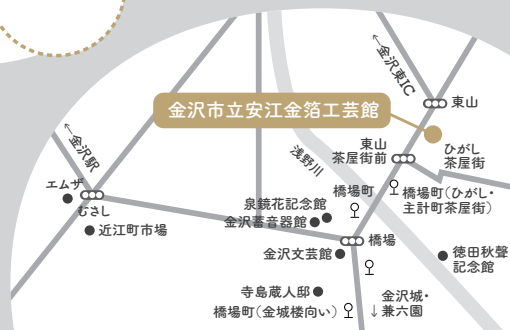 ←金沢東IC
東山
金沢市立安江金箔工芸館
東山
茶屋街前
ひがし
茶屋街
浅野川
←金沢駅
エムザ
むさし
近江町市場
橋場町
橋場町(ひがし・
主計町茶屋街)
泉鏡花記念館
金沢蓄音器館
橋場
金沢文芸館
徳田秋聲
記念館
寺島蔵人邸
橋場町(金城楼向い)
金沢城・
↓兼六園